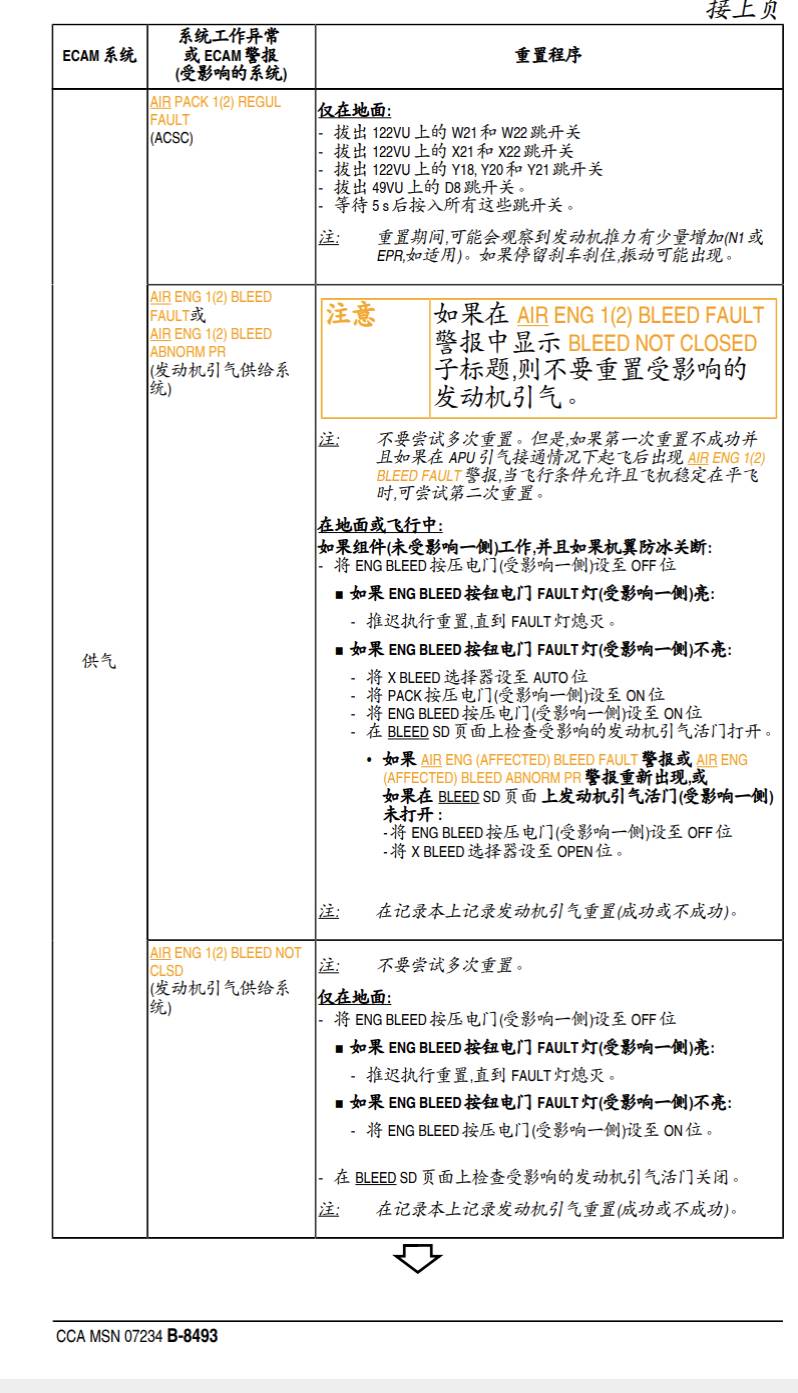 接上页
ECAM 系统
系统工作异常
或 ECAM 警报
(受影响的系统)
重置程序
供气
AIR PACK 1(2) REGUL
FAULT
(ACSC)
仅在地面:
- 拔出 122VU 上的 W21 和 W22 跳开关
- 拔出 122VU 上的 X21 和 X22 跳开关
- 拔出 122VU 上的 Y18, Y20 和 Y21 跳开关
- 拔出 49VU 上的 D8 跳开关。
- 等待 5 s 后按入所有这些跳开关。
注: 重置期间,可能会观察到发动机推力有少量增加(N1 或
EPR,如适用)。如果停留刹车刹住,振动可能出现。
AIR ENG 1(2) BLEED
FAULT或
AIR ENG 1(2) BLEED
ABNORM PR
(发动机引气供给系
统)
注意
如果在 AIR ENG 1(2) BLEED FAULT
警报中显示 BLEED NOT CLOSED
子标题,则不要重置受影响的
发动机引气。
注: 不要尝试多次重置。但是,如果第一次重置不成功并
且如果在 APU 引气接通情况下起飞后出现 AIR ENG 1(2)
BLEED FAULT 警报,当飞行条件允许且飞机稳定在平飞
时,可尝试第二次重置。
在地面或飞行中:
如果组件(未受影响一侧)工作,并且如果机翼防冰关断:
- 将 ENG BLEED 按压电门(受影响一侧)设至 OFF 位
■ 如果 ENG BLEED 按钮电门 FAULT 灯(受影响一侧)亮:
- 推迟执行重置,直到 FAULT 灯熄灭。
■ 如果 ENG BLEED 按钮电门 FAULT 灯(受影响一侧)不亮:
- 将 X BLEED 选择器设至 AUTO 位
- 将 PACK 按压电门(受影响一侧)设至 ON 位
- 将 ENG BLEED 按压电门(受影响一侧)设至 ON 位
- 在 BLEED SD 页面上检查受影响的发动机引气活门打开。
• 如果 AIR ENG (AFFECTED) BLEED FAULT 警报或 AIR ENG
(AFFECTED) BLEED ABNORM PR 警报重新出现,或
如果在 BLEED SD 页面 上发动机引气活门(受影响一侧)
未打开 :
- 将 ENG BLEED 按压电门(受影响一侧)设至 OFF 位
- 将 X BLEED 选择器设至 OPEN 位。
注: 在记录本上记录发动机引气重置(成功或不成功)。
AIR ENG 1(2) BLEED NOT
CLSD
(发动机引气供给系
统)
注: 不要尝试多次重置。
仅在地面:
- 将 ENG BLEED 按压电门(受影响一侧)设至 OFF 位
■ 如果 ENG BLEED 按钮电门 FAULT 灯(受影响一侧)亮:
- 推迟执行重置,直到 FAULT 灯熄灭。
■ 如果 ENG BLEED 按钮电门 FAULT 灯(受影响一侧)不亮:
- 将 ENG BLEED 按压电门(受影响一侧)设至 ON 位。
- 在 BLEED SD 页面上检查受影响的发动机引气活门关闭。
注: 在记录本上记录发动机引气重置(成功或不成功)。
CCA MSN 07234 B-8493